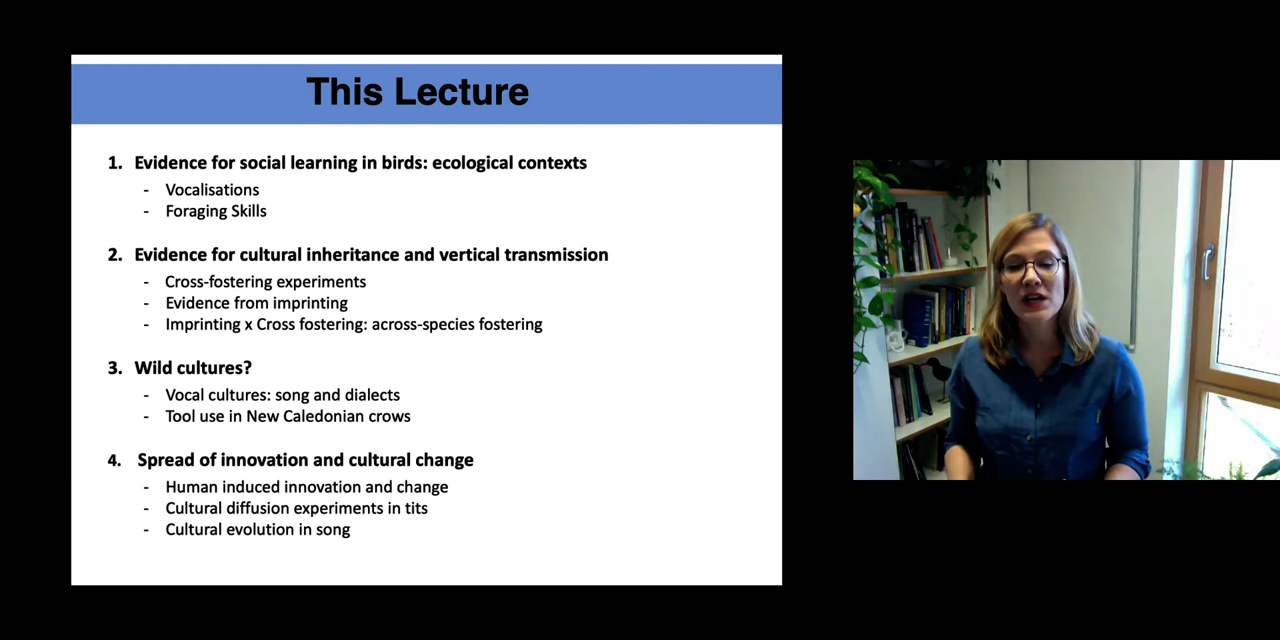 This Lecture
1. Evidence for social learning in birds: ecological contexts
- Vocalisations
- Foraging Skills
2. Evidence for cultural inheritance and vertical transmission
- Cross-fostering experiments
- Evidence from imprinting
- Imprinting x Cross fostering: across-species fostering
3. Wild cultures?
- Vocal cultures: song and dialects
- Tool use in New Caledonian crows
4. Spread of innovation and cultural change
- Human induced innovation and change
- Cultural diffusion experiments in tits
- Cultural evolution in song